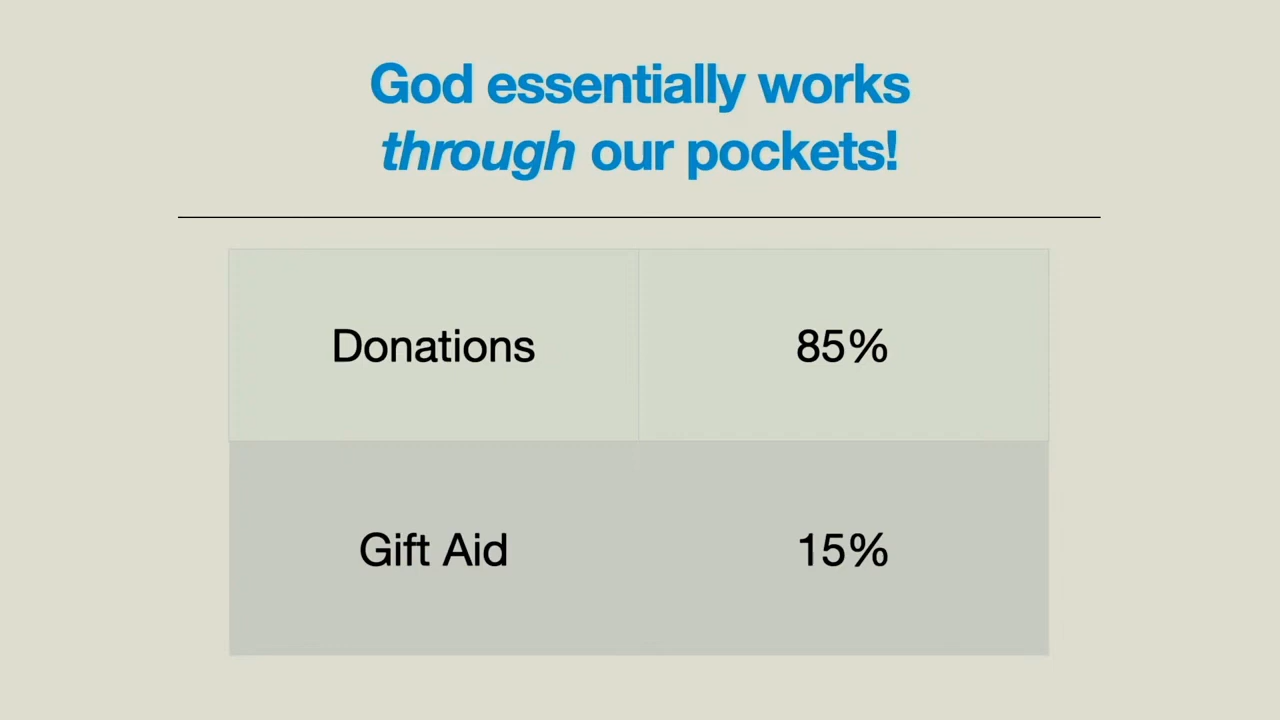 God essentially works
through our pockets!
Donations 85%
Gift Aid 15%